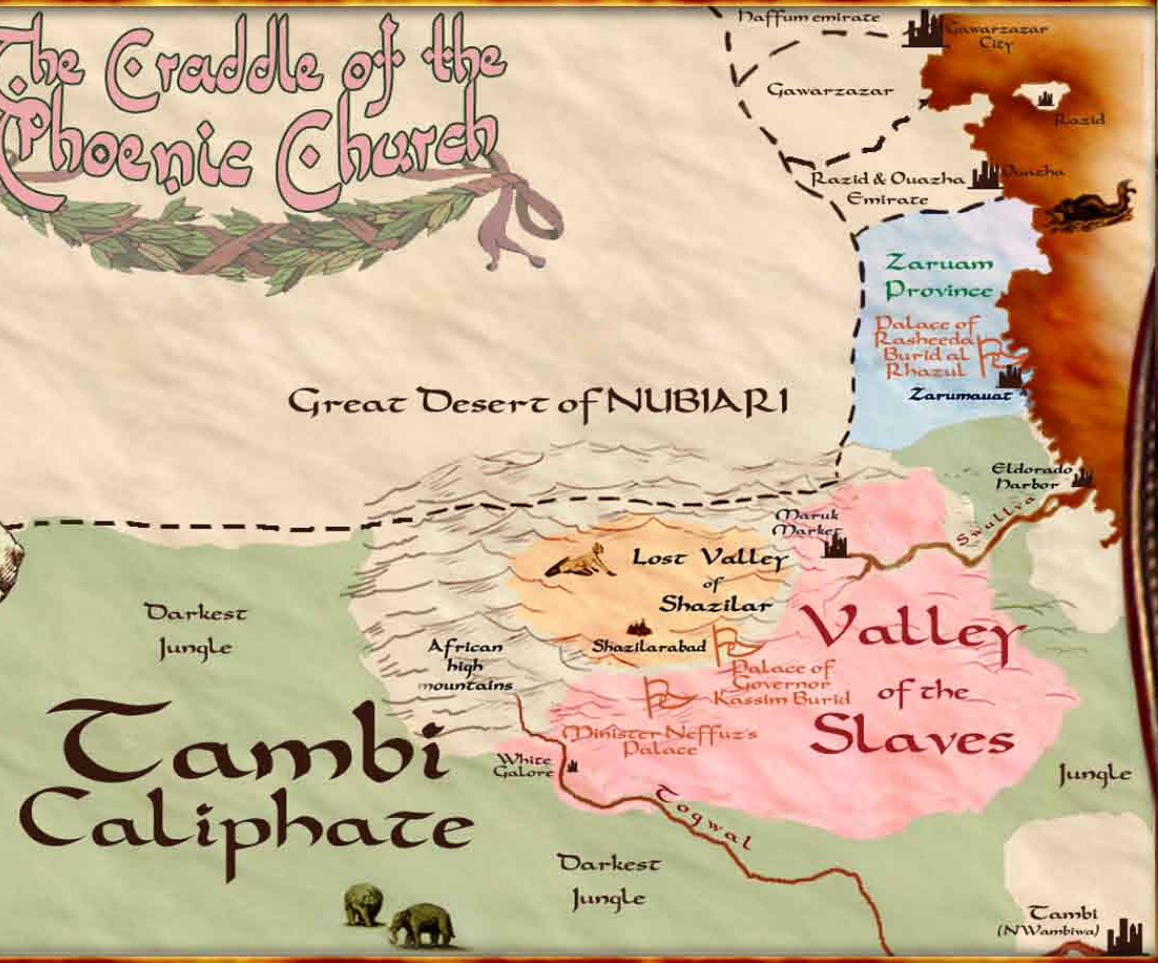 The Craddle of the
Phoenic Church
Haffum emirate
Gawarzazar
City
Gawarzazar
Razid
Razid & Ouazha
Emirate
Ouazha
Zaruam
Province
Palace of
Rasheeda
Burid al
Rhazul
Zarumauat
Great Desert of NUBIARI
Eldorado
Harbor
Swullva
Maruk
Market
Lost Valley
of
Shazilar
Shazilarabad
Valley
of the
Slaves
Darkest
Jungle
African
high
mountains
Palace of
Governor
Kassim Burid
Minister Neffuz's
Palace
Tambi
Caliphate
White
Galore
Togwal
Jungle
Darkest
Jungle
Tambi
(NWambiwa)